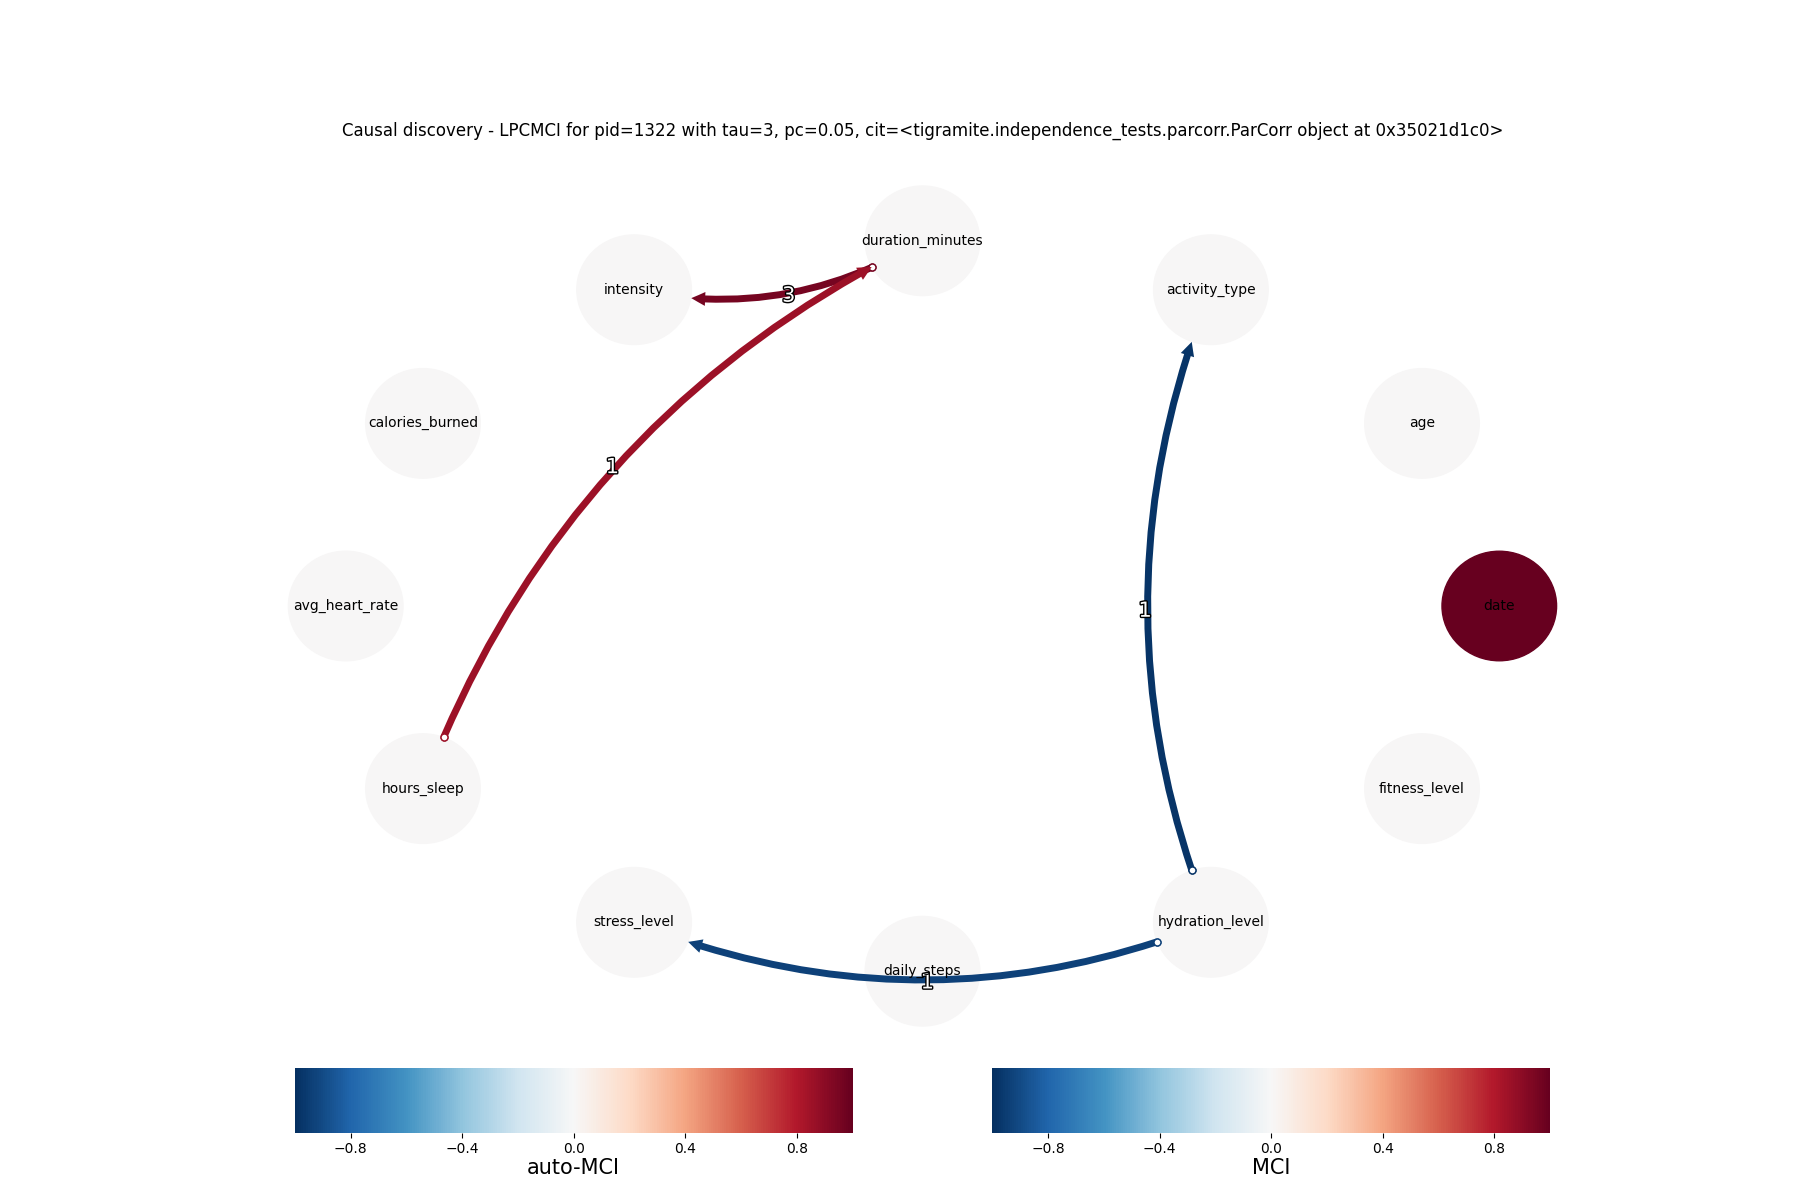 Causal discovery - LPCMCI for pid=1322 with tau=3, pc=0.05, cit=<tigramite.independence_tests.parcorr.ParCorr object at 0x35021d1c0>
duration_minutes
intensity
activity_type
3
calories_burned
age
1
avg_heart_rate
1
date
hours_sleep
fitness_level
stress_level
hydration_level
daily_steps
1
−0.8 −0.4 0.0 0.4 0.8
auto-MCI
−0.8 −0.4 0.0 0.4 0.8
MCI